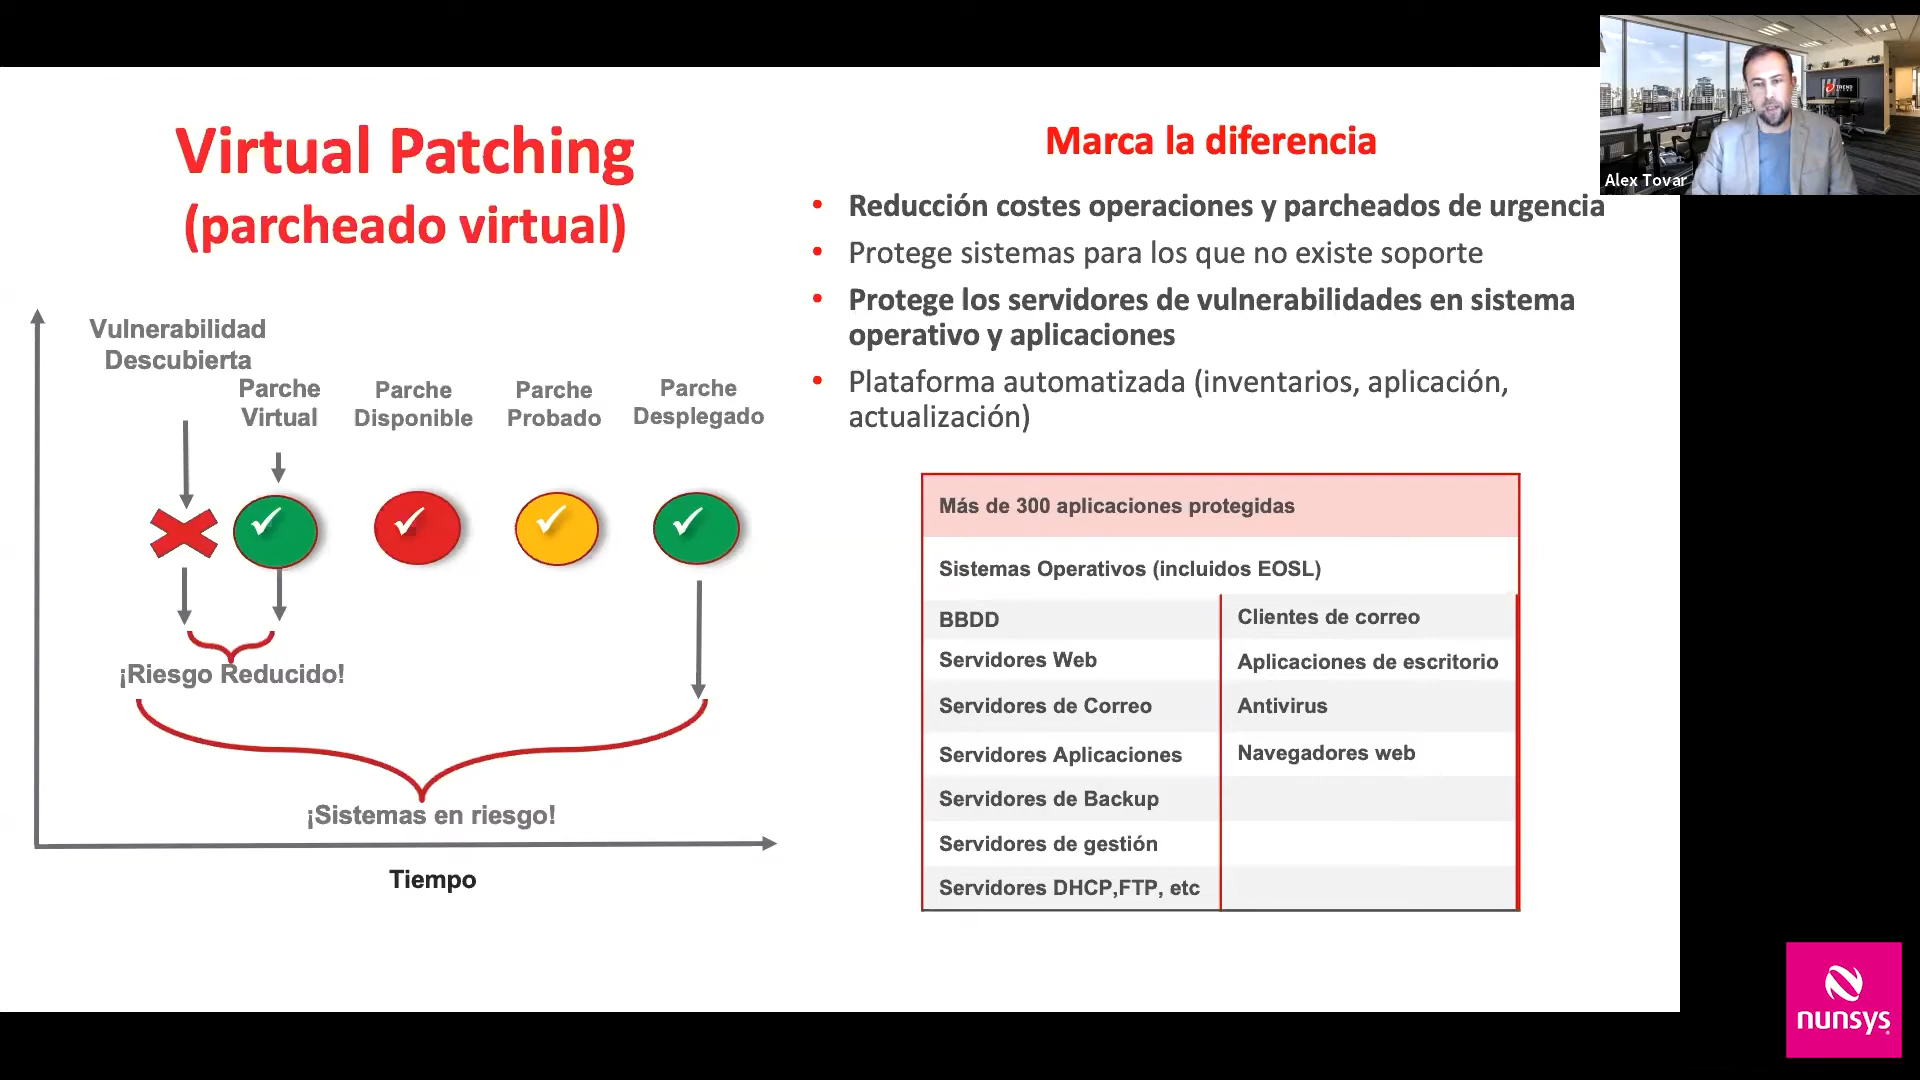 Virtual Patching
(parcheado virtual)
Vulnerabilidad
Descubierta
Parche
Virtual
Parche
Disponible
Parche
Probado
Parche
Desplegado
¡Riesgo Reducido!
¡Sistemas en riesgo!
Tiempo
Marca la diferencia
• Reducción costes operaciones y parcheados de urgencia
• Protege sistemas para los que no existe soporte
• Protege los servidores de vulnerabilidades en sistema
operativo y aplicaciones
• Plataforma automatizada (inventarios, aplicación,
actualización)
Más de 300 aplicaciones protegidas
Sistemas Operativos (incluidos EOSL)
BBDD
Clientes de correo
Servidores Web
Aplicaciones de escritorio
Servidores de Correo
Antivirus
Servidores Aplicaciones
Navegadores web
Servidores de Backup
Servidores de gestión
Servidores DHCP,FTP, etc
TREND
Alex Tovar
nunsys